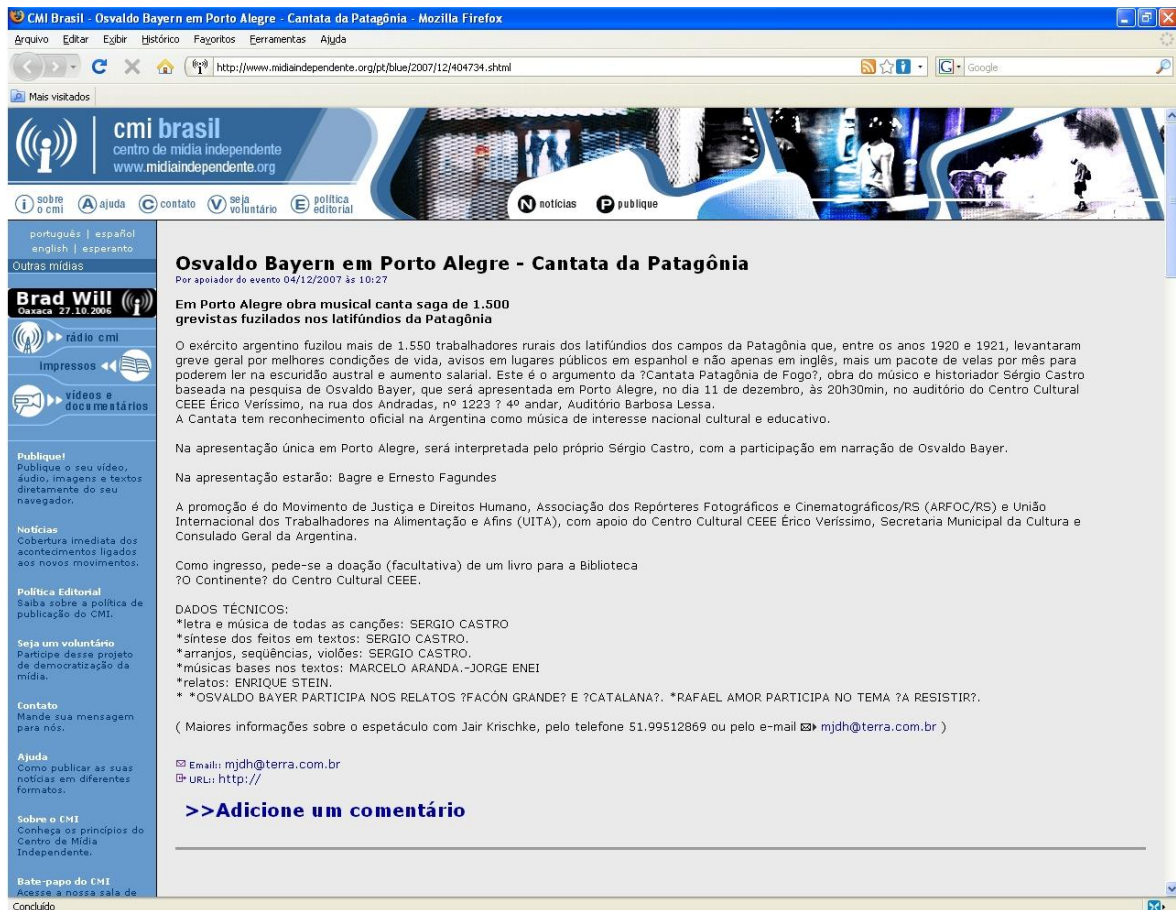 CMI Brasil - Osvaldo Bayern em Porto Alegre - Cantata da Patagônia - Mozilla Firefox
Arquivo Editar Exibir Histórico Favoritos Ferramentas Ajuda
http://www.midiaindependente.org/pt/blue/2007/12/404734.shtml
Google
Mais visitados
cmi brasil
centro de mídia independente
www.midiaindependente.org
i sobre o cmi
A ajuda
C contato
V seja voluntário
E política editorial
N notícias
P publique
português | español
english | esperanto
Outras mídias
Brad Will
Oaxaca 27.10.2006
rádio cmi
impressos
vídeos e
documentários
Publique!
Publique o seu vídeo,
áudio, imagens e textos
diretamente do seu
navegador.
Notícias
Cobertura imediata dos
acontecimentos ligados
aos novos movimentos.
Política Editorial
Saiba sobre a política de
publicação do CMI.
Seja um voluntário
Participe desse projeto
de democratização da
mídia.
Contato
Mande sua mensagem
para nós.
Ajuda
Como publicar as suas
notícias em diferentes
formatos.
Sobre o CMI
Conheça os princípios do
Centro de Mídia
Independente.
Bate-papo do CMI
Acesse a nossa sala de
Osvaldo Bayern em Porto Alegre - Cantata da Patagônia
Por apoiador do evento 04/12/2007 às 10:27
Em Porto Alegre obra musical canta saga de 1.500
grevistas fuzilados nos latifúndios da Patagônia
O exército argentino fuzilou mais de 1.550 trabalhadores rurais dos latifúndios dos campos da Patagônia que, entre os anos 1920 e 1921, levantaram
greve geral por melhores condições de vida, avisos em lugares públicos em espanhol e não apenas em inglês, mais um pacote de velas por mês para
poderem ler na escuridão austral e aumento salarial. Este é o argumento da ?Cantata Patagônia de Fogo?, obra do músico e historiador Sérgio Castro
baseada na pesquisa de Osvaldo Bayer, que será apresentada em Porto Alegre, no dia 11 de dezembro, às 20h30min, no auditório do Centro Cultural
CEEE Érico Veríssimo, na rua dos Andradas, nº 1223 ? 4º andar, Auditório Barbosa Lessa.
A Cantata tem reconhecimento oficial na Argentina como música de interesse nacional cultural e educativo.
Na apresentação única em Porto Alegre, será interpretada pelo próprio Sérgio Castro, com a participação em narração de Osvaldo Bayer.
Na apresentação estarão: Bagre e Ernesto Fagundes
A promoção é do Movimento de Justiça e Direitos Humano, Associação dos Repórteres Fotográficos e Cinematográficos/RS (ARFOC/RS) e União
Internacional dos Trabalhadores na Alimentação e Afins (UITA), com apoio do Centro Cultural CEEE Érico Veríssimo, Secretaria Municipal da Cultura e
Consulado Geral da Argentina.
Como ingresso, pede-se a doação (facultativa) de um livro para a Biblioteca
?O Continente? do Centro Cultural CEEE.
DADOS TÉCNICOS:
*letra e música de todas as canções: SERGIO CASTRO
*síntese dos feitos em textos: SERGIO CASTRO.
*arranjos, seqüências, violões: SERGIO CASTRO.
*músicas bases nos textos: MARCELO ARANDA.-JORGE ENEI
*relatos: ENRIQUE STEIN.
* *OSVALDO BAYER PARTICIPA NOS RELATOS ?FACÓN GRANDE? E ?CATALANA?. *RAFAEL AMOR PARTICIPA NO TEMA ?A RESISTIR?.
( Maiores informações sobre o espetáculo com Jair Krischke, pelo telefone 51.99512869 ou pelo e-mail mjdh@terra.com.br )
Email:: mjdh@terra.com.br
URL:: http://
>>Adicione um comentário
Concluído